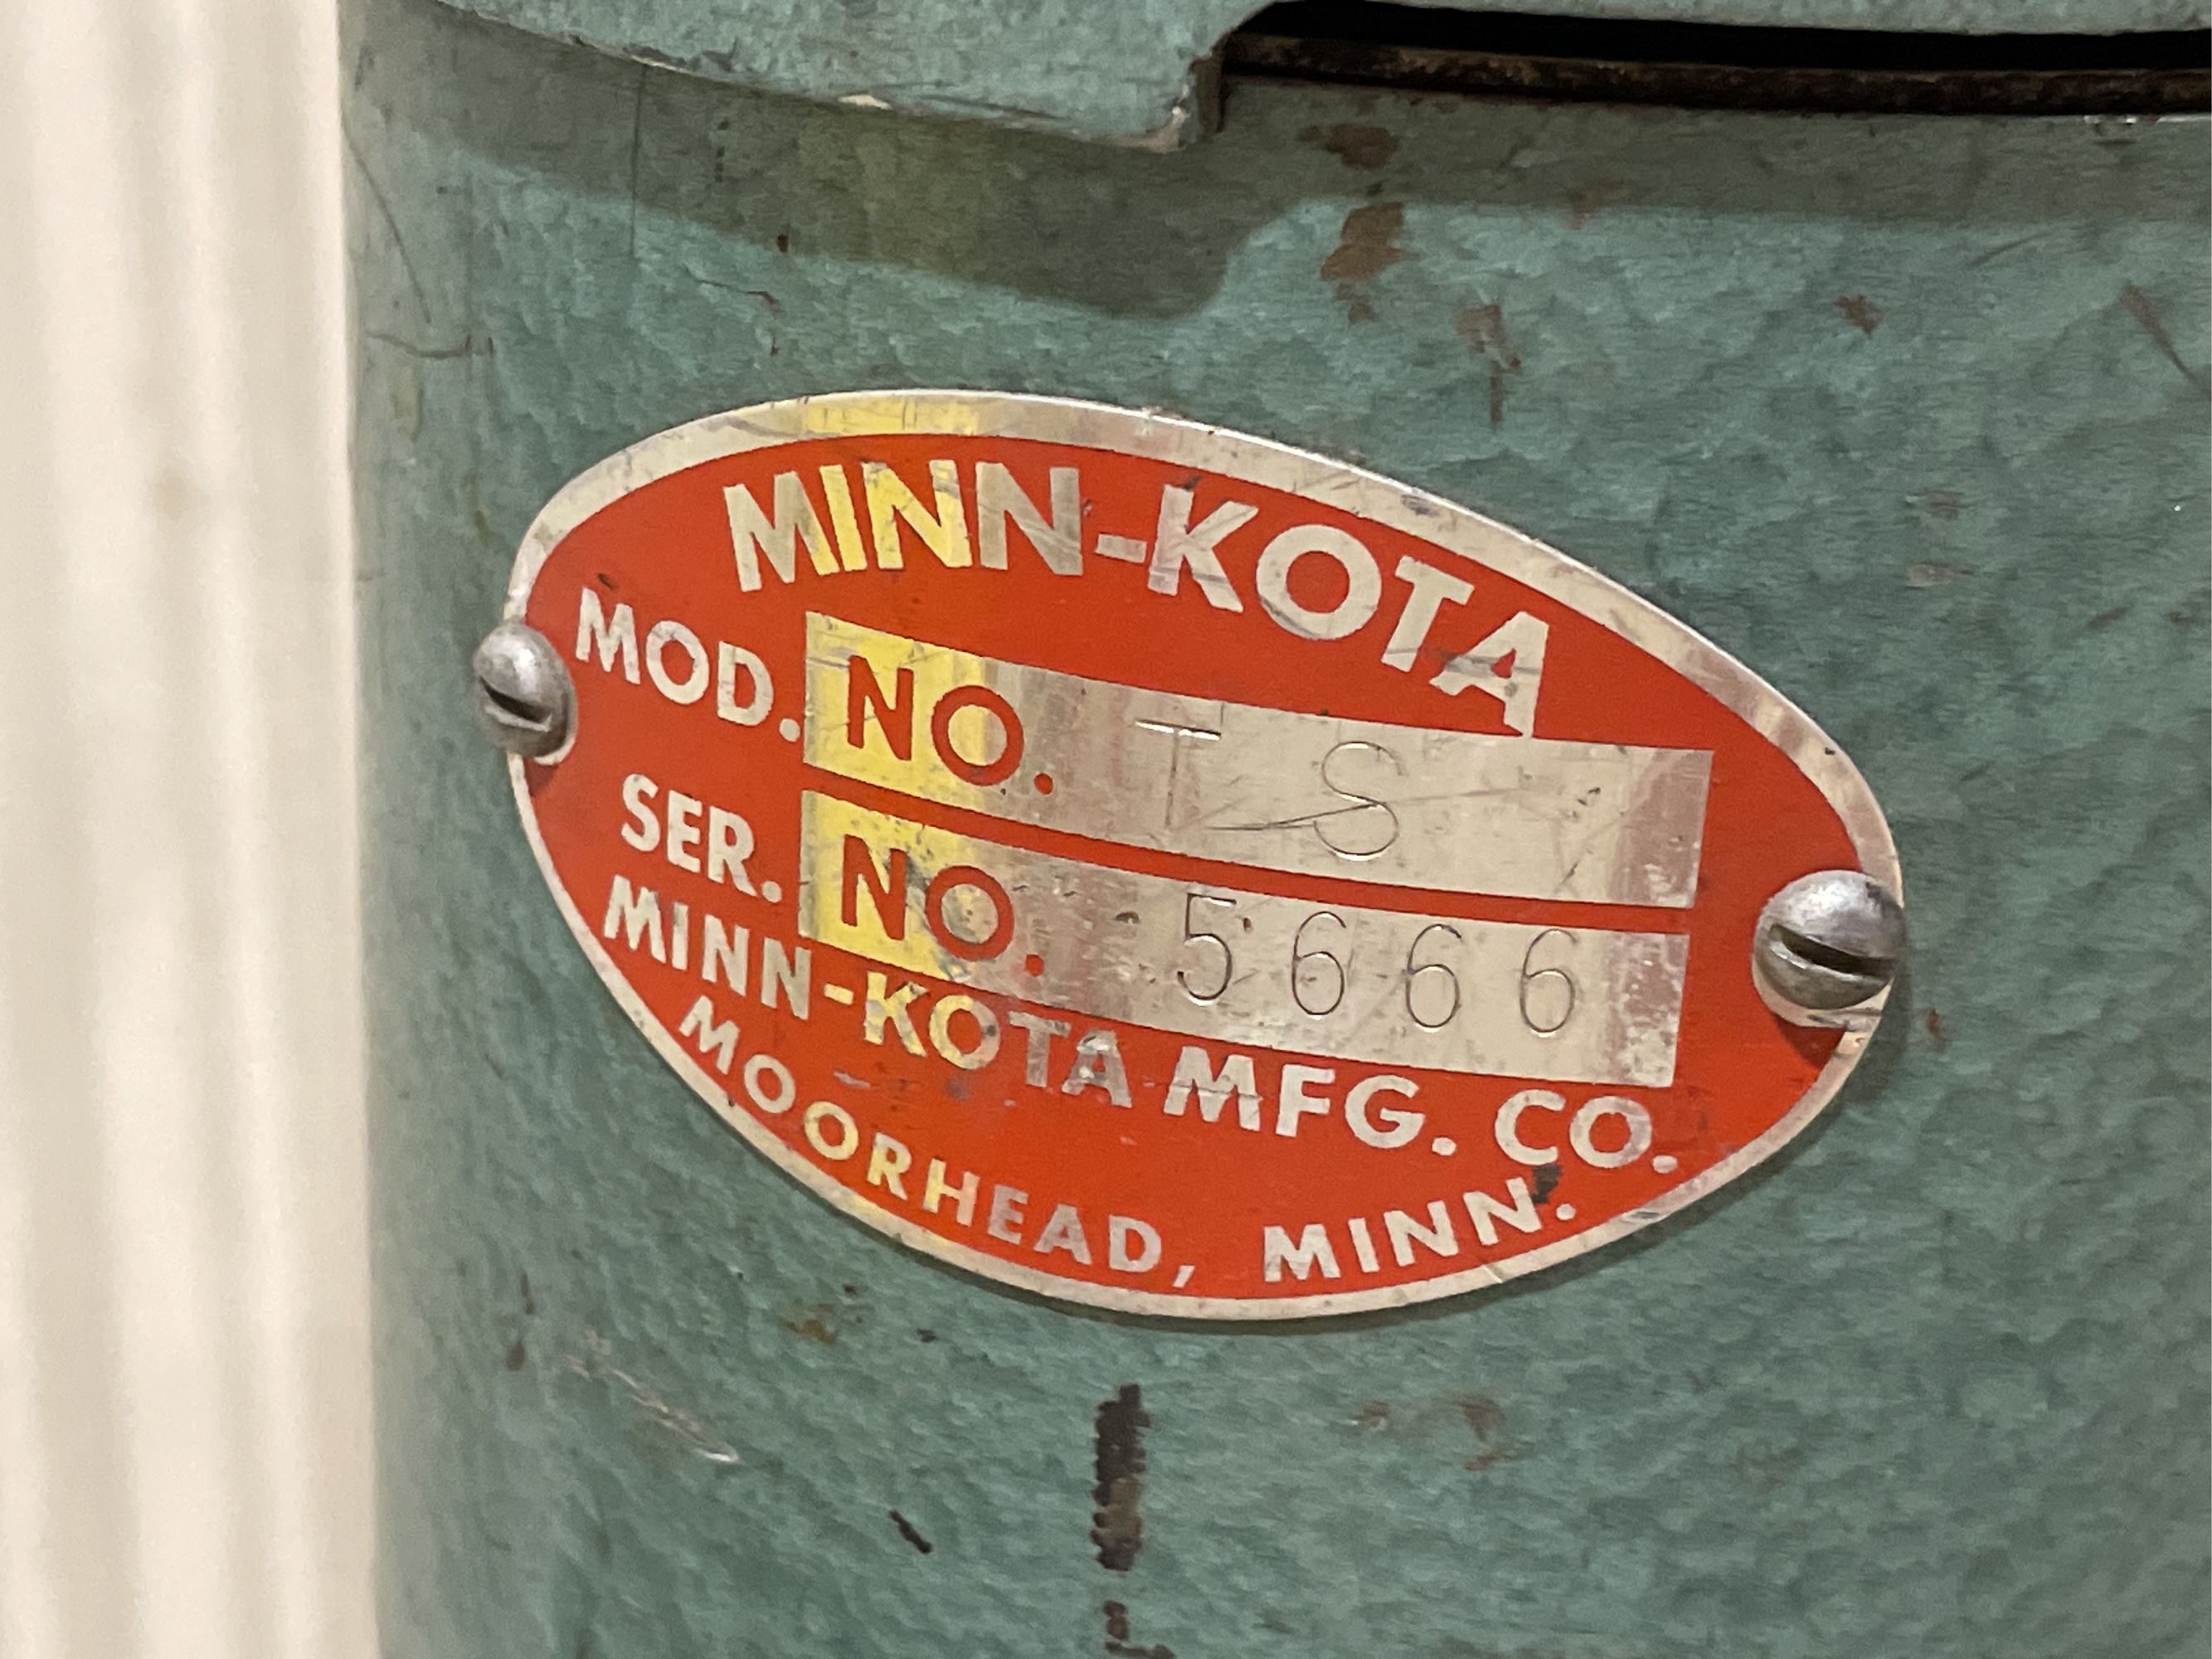 MINN-KOTA
MOD. NO. T S
SER. NO. 5666
MINN-KOTA MFG. CO.
MOORHEAD, MINN.